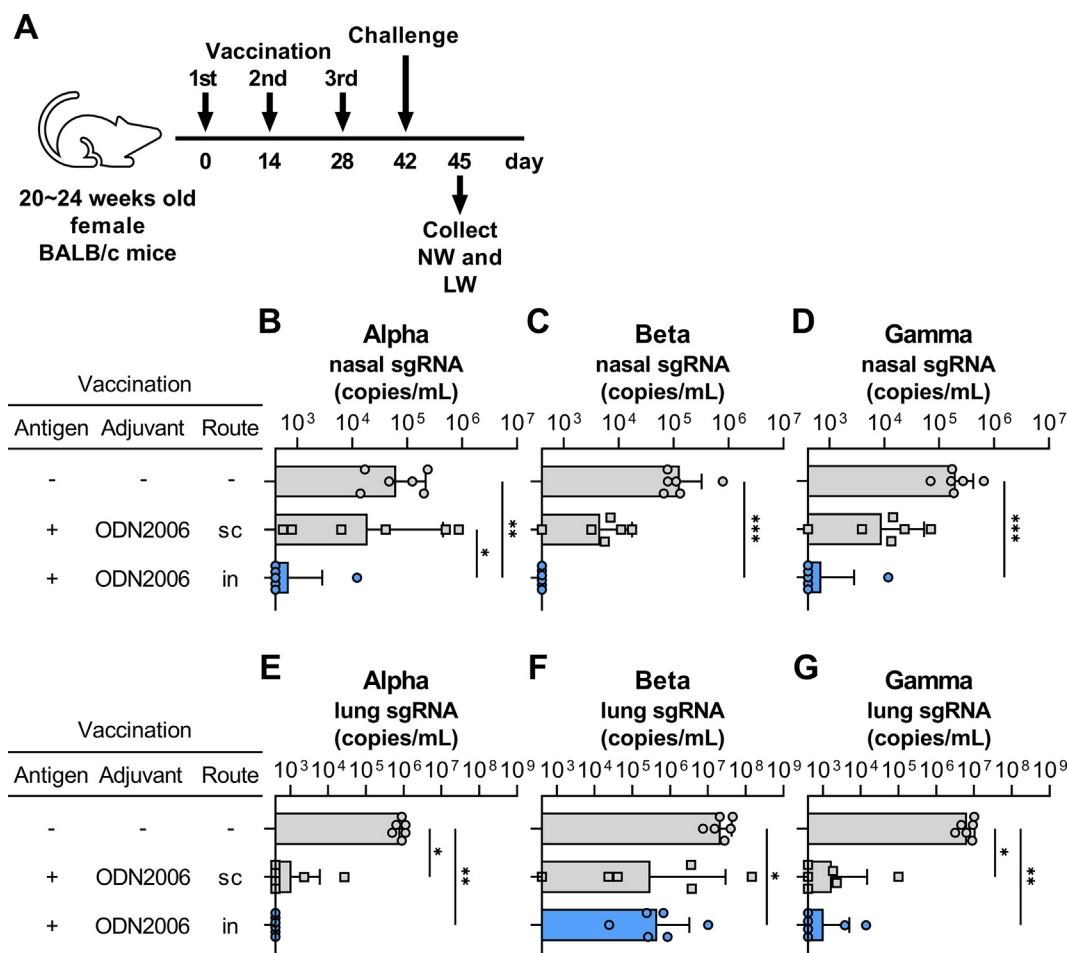 A
Challenge
Vaccination
1st 2nd 3rd
0 14 28 42 45 day
20~24 weeks old
female
BALB/c mice
Collect
NW and
LW
B C D
Alpha Beta Gamma
nasal sgRNA nasal sgRNA nasal sgRNA
(copies/mL) (copies/mL) (copies/mL)
Vaccination
Antigen Adjuvant Route
10³ 10⁴ 10⁵ 10⁶ 10⁷ 10³ 10⁴ 10⁵ 10⁶ 10⁷ 10³ 10⁴ 10⁵ 10⁶ 10⁷
- - -
+ ODN2006 sc
+ ODN2006 in
* ** *** ***
E F G
Alpha Beta Gamma
lung sgRNA lung sgRNA lung sgRNA
(copies/mL) (copies/mL) (copies/mL)
Vaccination
Antigen Adjuvant Route
10³ 10⁴ 10⁵ 10⁶ 10⁷ 10⁸ 10⁹ 10³ 10⁴ 10⁵ 10⁶ 10⁷ 10⁸ 10⁹ 10³ 10⁴ 10⁵ 10⁶ 10⁷ 10⁸ 10⁹
- - -
+ ODN2006 sc
+ ODN2006 in
* ** * * **